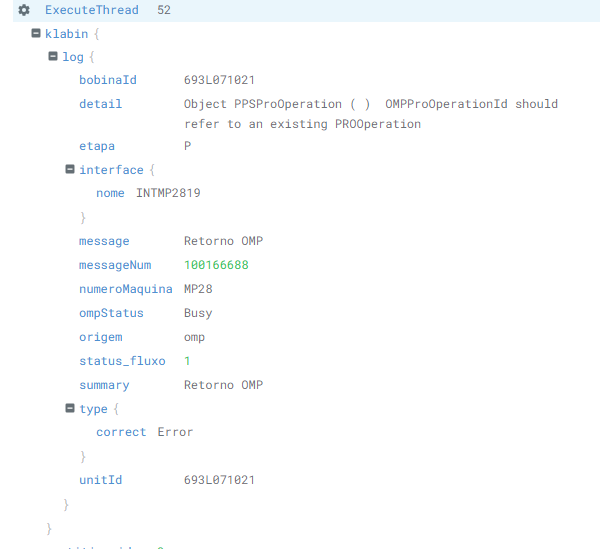 ExecuteThread 52
klabin {
log {
bobinaId 693L071021
detail Object PPSProOperation ( ) OMPProOperationId should
refer to an existing PROOperation
etapa P
interface {
nome INTMP2819
}
message Retorno OMP
messageNum 100166688
numeroMaquina MP28
ompStatus Busy
origem omp
status_fluxo 1
summary Retorno OMP
type {
correct Error
}
unitId 693L071021
}
}